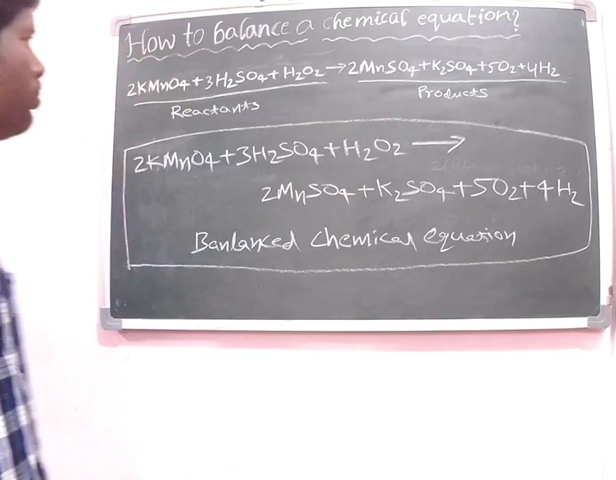 How to balance a chemical equation?
2KMnO4+3H2SO4+H2O2→2MnSO4+K2SO4+5O2+4H2
Reactants Products
2KMnO4+3H2SO4+H2O2→
2MnSO4+K2SO4+5O2+4H2
Banlanced chemical equation